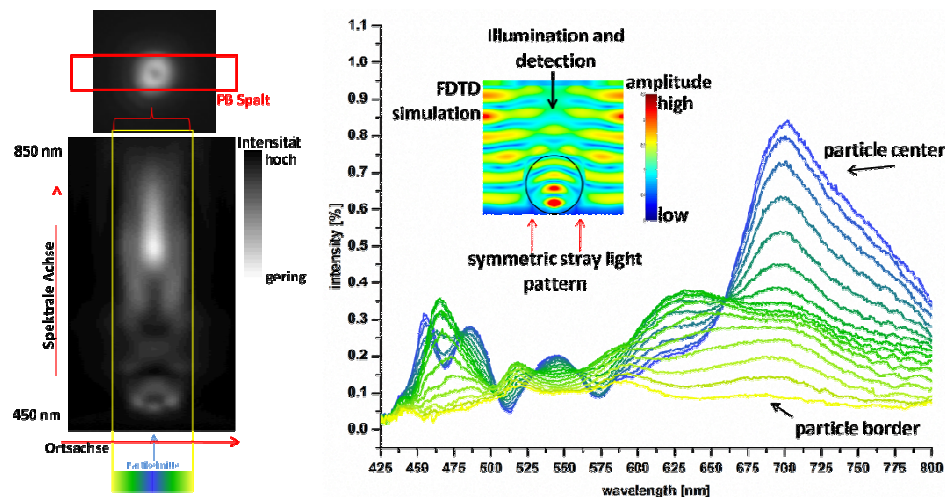 PB Spalt
850 nm
Intensität
hoch
gering
Spektrale Achse
450 nm
Ortsachse
Partikelmitte
1.1
1.0
0.9
0.8
0.7
0.6
0.5
0.4
0.3
0.2
0.1
0.0
intensity [%]
Illumination and
detection
FDTD
simulation
amplitude
high
low
symmetric stray light
pattern
particle center
particle border
425 450 475 500 525 550 575 600 625 650 675 700 725 750 775 800
wavelength [nm]